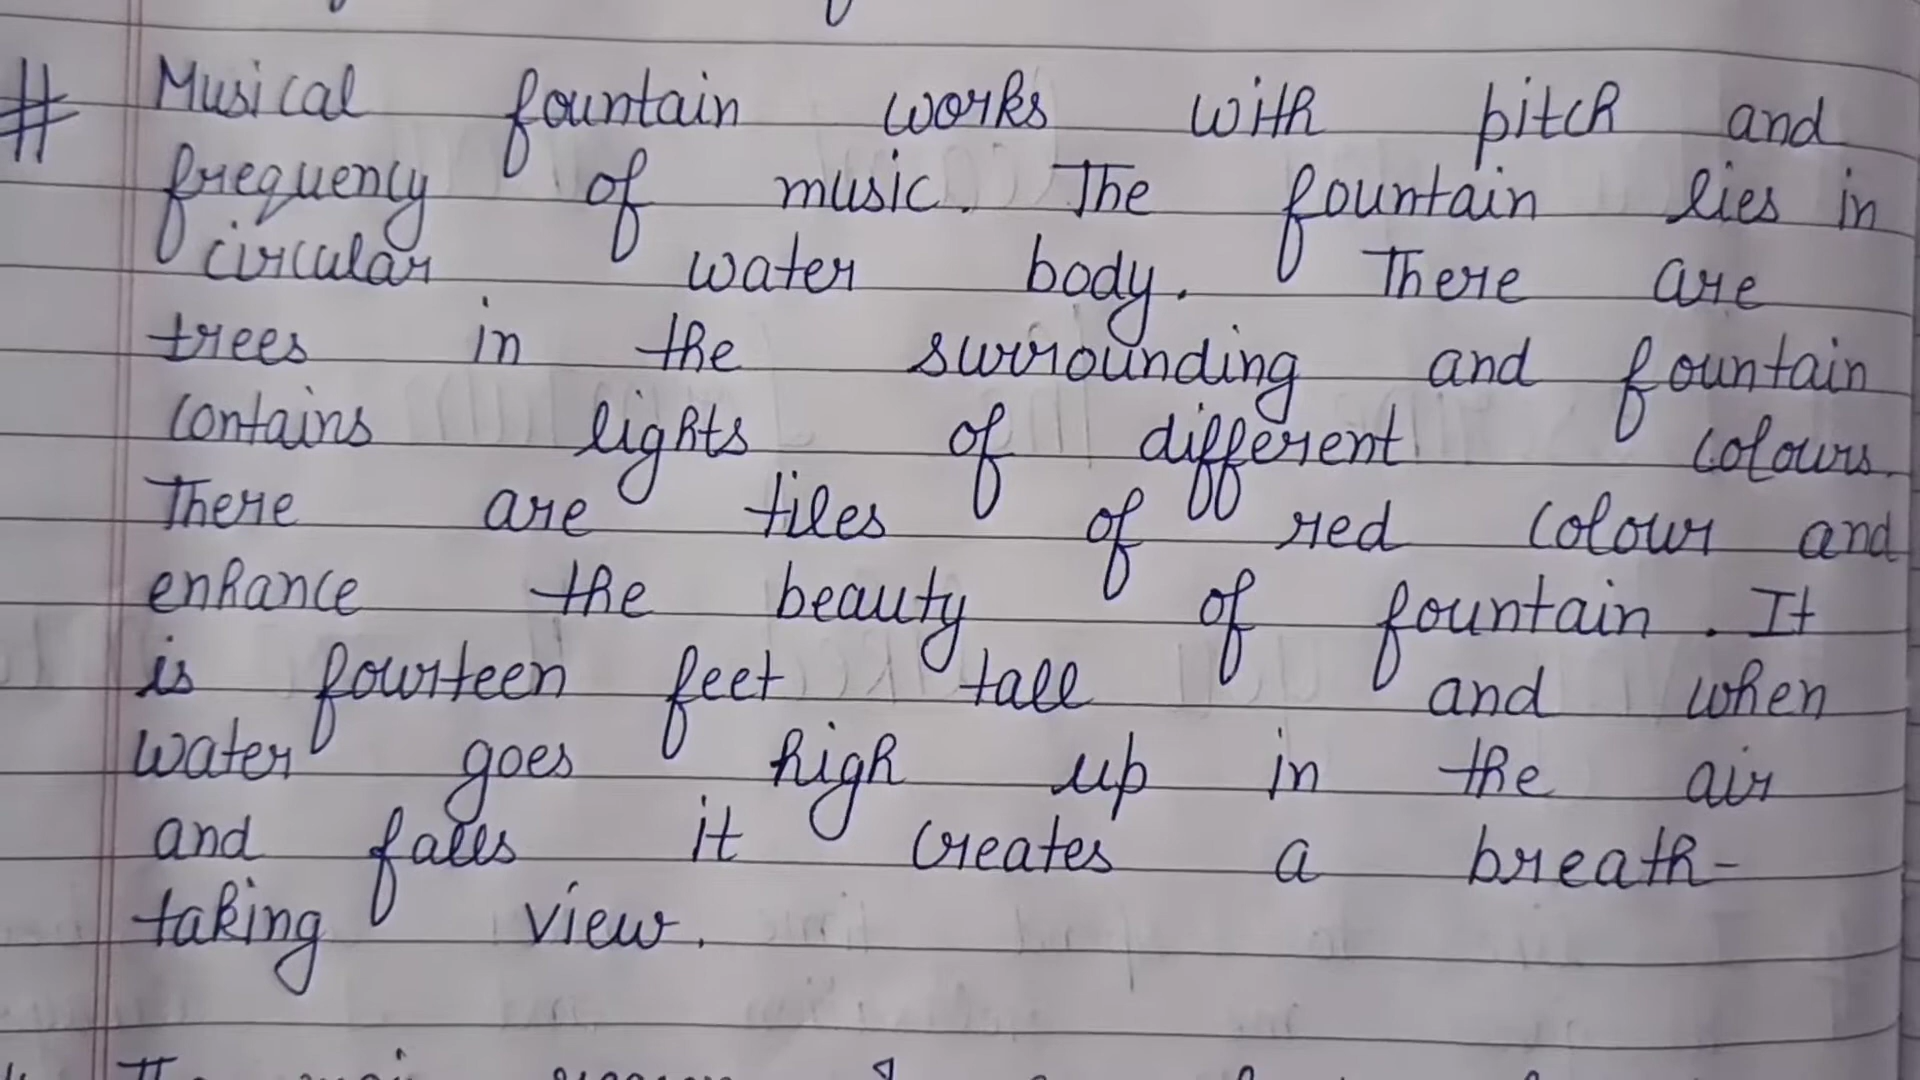 # Musical fountain works with pitch and
frequency of music. The fountain lies in
circular water body. There are
trees in the surrounding and fountain
contains lights of different colours.
There are tiles of red colour and
enhance the beauty of fountain. It
is fourteen feet tall and when
water goes high up in the air
and falls it creates a breath-
taking view.